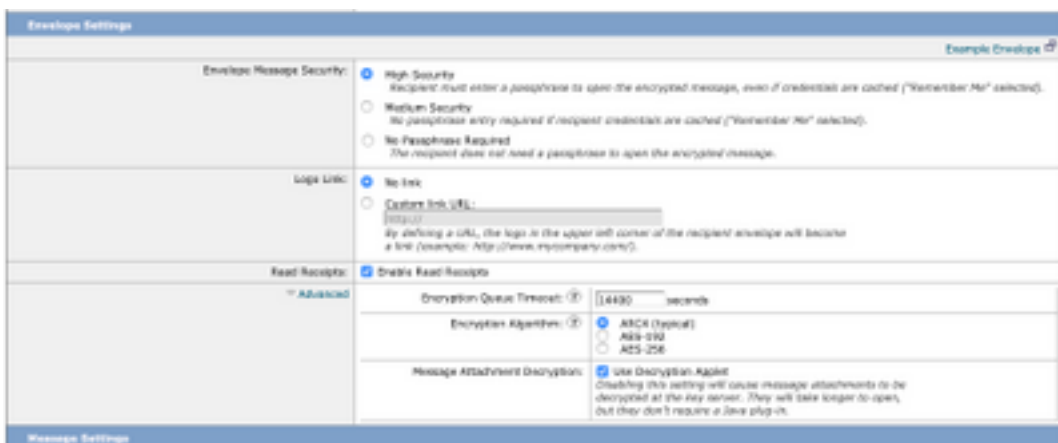 Envelope Settings
Example Envelope
Envelope Message Security:
High Security
Recipient must enter a passphrase to open the encrypted message, even if credentials are cached ("Remember Me" selected).
Medium Security
No passphrase entry required if recipient credentials are cached ("Remember Me" selected).
No Passphrase Required
The recipient does not need a passphrase to open the encrypted message.
Logo Link:
No link
Custom link URL:
http://
By defining a URL, the logo in the upper left corner of the recipient envelope will become
a link (example: http://www.mycompany.com/).
Read Receipts:
Enable Read Receipts
Advanced
Encryption Queue Timeout: (?)
14400 seconds
Encryption Algorithm: (?)
ARC4 (typical)
AES-192
AES-256
Message Attachment Decryption:
Use Decryption Applet
Disabling this setting will cause message attachments to be
decrypted at the key server. They will take longer to open,
but they don't require a Java plug-in.
Message Settings